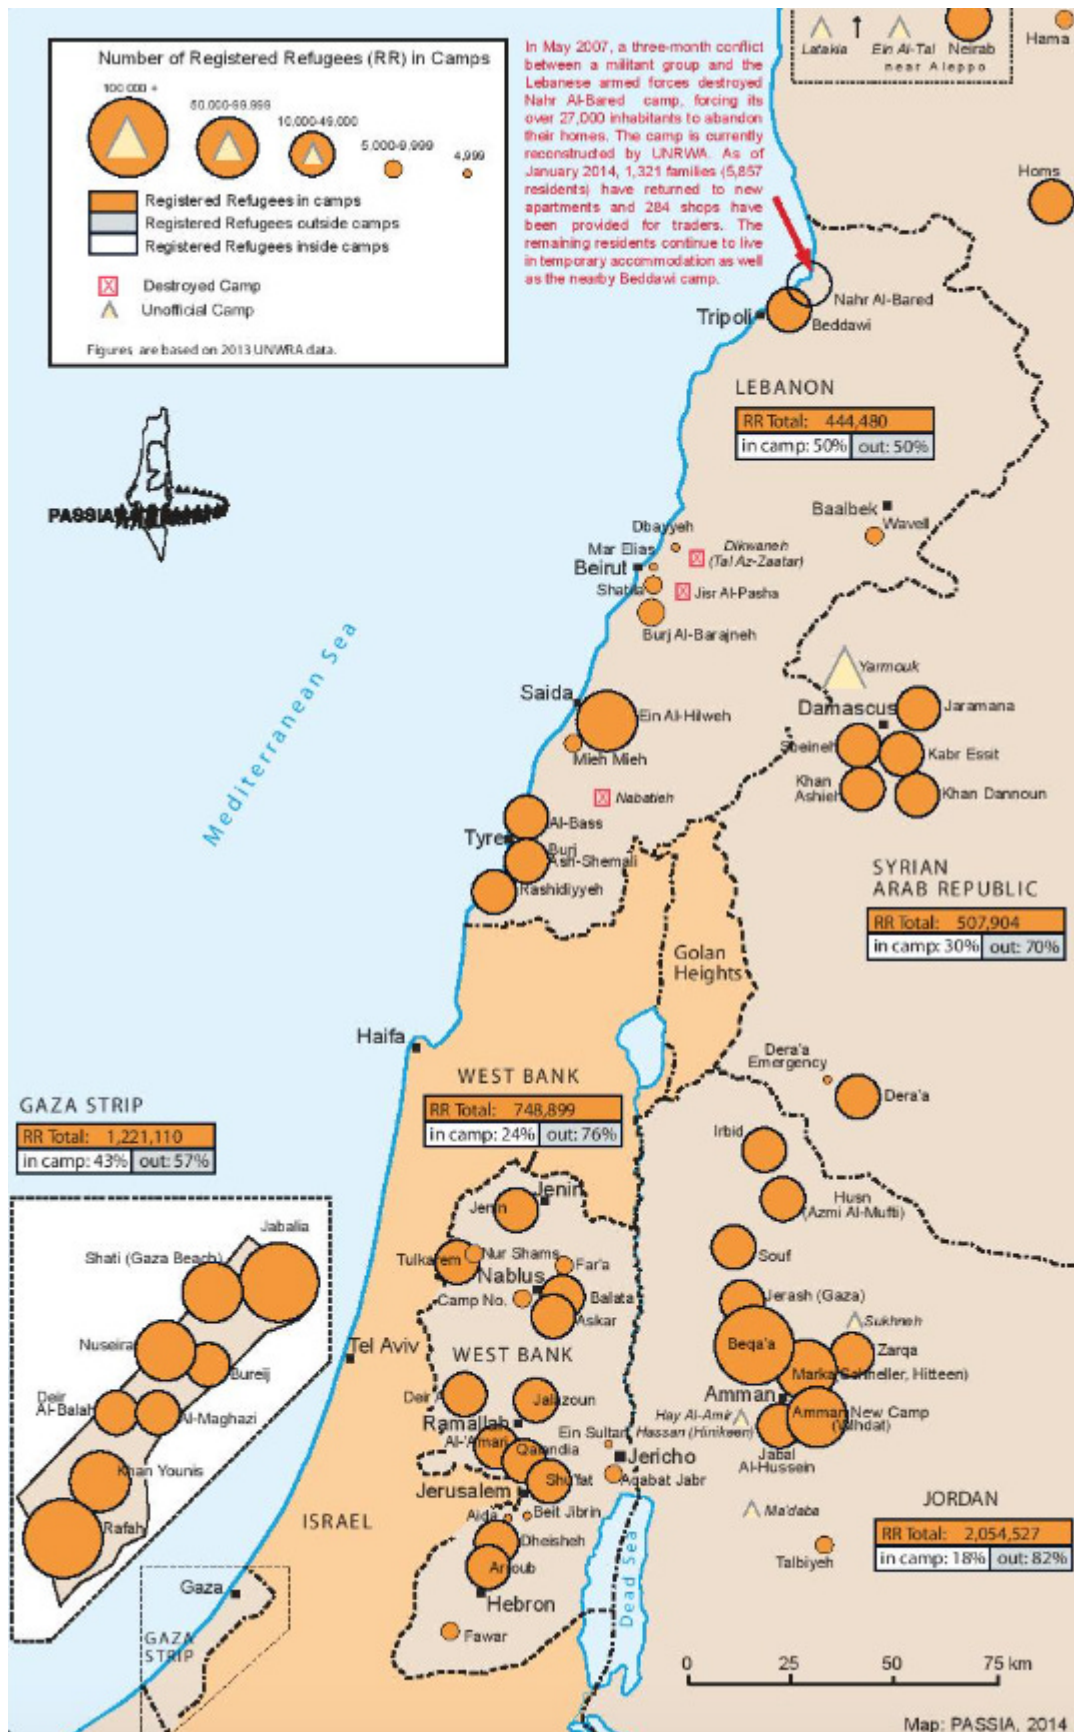 Number of Registered Refugees (RR) in Camps
100 000 +
50.000-99.999
10,000-49,000
5,000-9,999
4,999
Registered Refugees in camps
Registered Refugees outside camps
Registered Refugees inside camps
Destroyed Camp
Unofficial Camp
Figures are based on 2013 UNWRA data.
In May 2007, a three-month conflict
between a militant group and the
Lebanese armed forces destroyed
Nahr Al-Bared camp, forcing its
over 27,000 inhabitants to abandon
their homes. The camp is currently
reconstructed by UNRWA. As of
January 2014, 1,321 families (5,857
residents) have returned to new
apartments and 284 shops have
been provided for traders. The
remaining residents continue to live
in temporary accommodation as well
as the nearby Beddawi camp.
Latakia
Ein Al-Tal
Neirab
near Aleppo
Hama
Homs
Nahr Al-Bared
Tripoli
Beddawi
LEBANON
RR Total: 444,480
in camp: 50% out: 50%
PASSIA
Baalbek
Wavell
Dbayyeh
Mar Elias
Dikwaneh
(Tal Az-Zaatar)
Beirut
Shatila
Jisr Al-Pasha
Burj Al-Barajneh
Mediterranean Sea
Yarmouk
Saida
Ein Al-Hilweh
Mieh Mieh
Damascus
Jaramana
Sbeineh
Kabr Essit
Khan
Ashieh
Khan Dannoun
Nabatieh
Al-Bass
Tyre
Burj
Ash-Shemali
Rashidiyyeh
SYRIAN
ARAB REPUBLIC
RR Total: 507,904
in camp: 30% out: 70%
Golan
Heights
Haifa
Dera'a
Emergency
Dera'a
WEST BANK
RR Total: 748,899
in camp: 24% out: 76%
GAZA STRIP
RR Total: 1,221,110
in camp: 43% out: 57%
Irbid
Husn
(Azmi Al-Mufti)
Souf
Jenin
Jenin
Jabalia
Shati (Gaza Beach)
Tulkarem
Nur Shams
Far'a
Nablus
Camp No.
Balata
Askar
Jerash (Gaza)
Sukhneh
Beqa'a
Zarqa
Marka (Schneller, Hitteen)
Nuseira
Bureij
Deir
Al-Balah
Al-Maghazi
Tel Aviv
WEST BANK
Deir A
Jalazoun
Ramallah
Amman
Amman New Camp
(Wihdat)
Hay Al-Amir
Hassan (Hinikeen)
Jabal
Al-Hussein
Al-'Amari
Ein Sultan
Qalandia
Jericho
Shu'fat
Aqabat Jabr
Khan Younis
Rafah
Jerusalem
ISRAEL
Aida
Beit Jibrin
Dheisheh
Arroub
Ma'daba
JORDAN
RR Total: 2,054,527
in camp: 18% out: 82%
Talbiyeh
Dead Sea
Gaza
GAZA
STRIP
Hebron
Fawar
0 25 50 75 km
Map: PASSIA, 2014